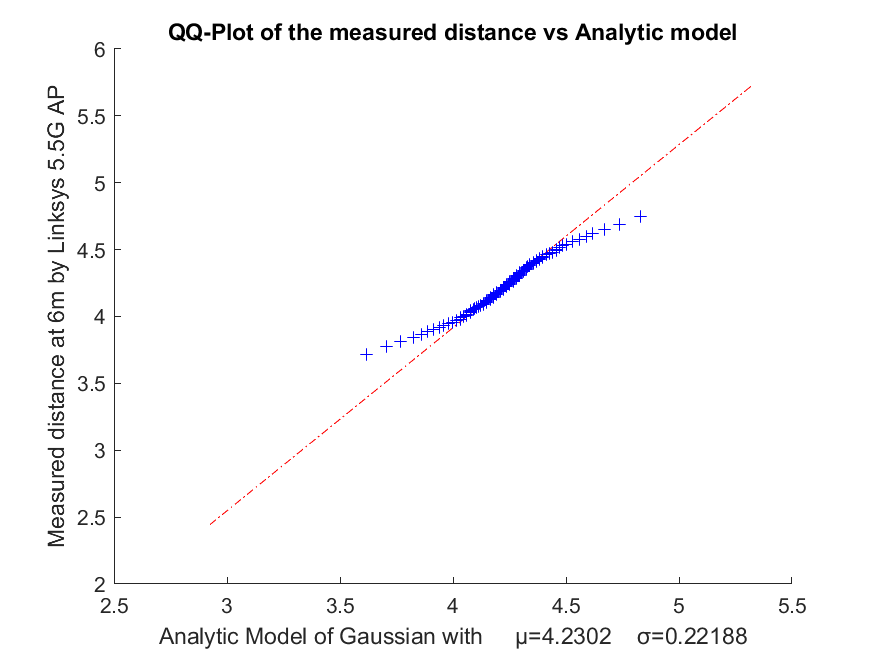 QQ-Plot of the measured distance vs Analytic model
Measured distance at 6m by Linksys 5.5G AP
6
5.5
5
4.5
4
3.5
3
2.5
2
2.5 3 3.5 4 4.5 5 5.5
Analytic Model of Gaussian with μ=4.2302 σ=0.22188